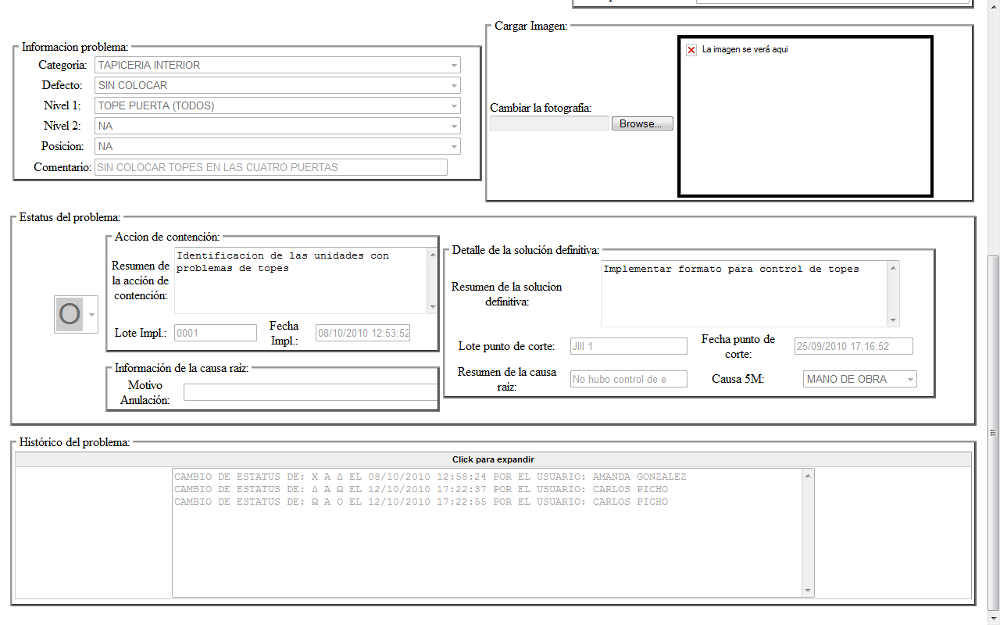 Cargar Imagen:
La imagen se verá aqui
Cambiar la fotografía:
Browse...
Informacion problema:
Categoría: TAPICERIA INTERIOR
Defecto: SIN COLOCAR
Nivel 1: TOPE PUERTA (TODOS)
Nivel 2: NA
Posicion: NA
Comentario: SIN COLOCAR TOPES EN LAS CUATRO PUERTAS
Estatus del problema:
O
Accion de contención:
Resumen de
la acción de
contención:
Identificacion de las unidades con
problemas de topes
Lote Impl.: 0001
Fecha
Impl.:
08/10/2010 12:53:52
Información de la causa raíz:
Motivo
Anulación:
Detalle de la solución definitiva:
Resumen de la solucion
definitiva:
Implementar formato para control de topes
Lote punto de corte: JIII 1
Fecha punto de
corte:
25/09/2010 17:16:52
Resumen de la causa
raíz:
No hubo control de e
Causa 5M: MANO DE OBRA
Histórico del problema:
Click para expandir
CAMBIO DE ESTATUS DE: X A Δ EL 08/10/2010 12:58:24 POR EL USUARIO: AMANDA GONZALEZ
CAMBIO DE ESTATUS DE: Δ A Ω EL 12/10/2010 17:22:37 POR EL USUARIO: CARLOS PICHO
CAMBIO DE ESTATUS DE: Ω A O EL 12/10/2010 17:22:55 POR EL USUARIO: CARLOS PICHO